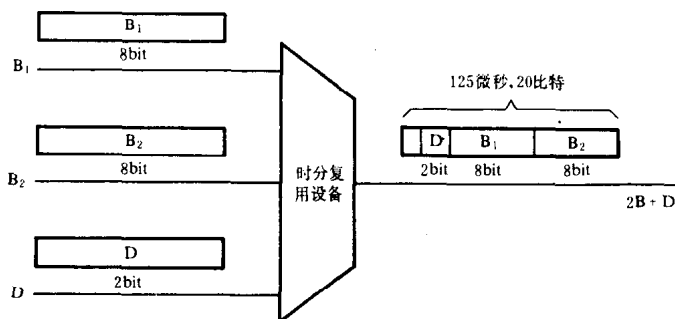 B₁
8bit
B₁
B₂
8bit
B₂
D
2bit
D
时分复
用设备
125微秒,20比特
D B₁ B₂
2bit 8bit 8bit
2B+D